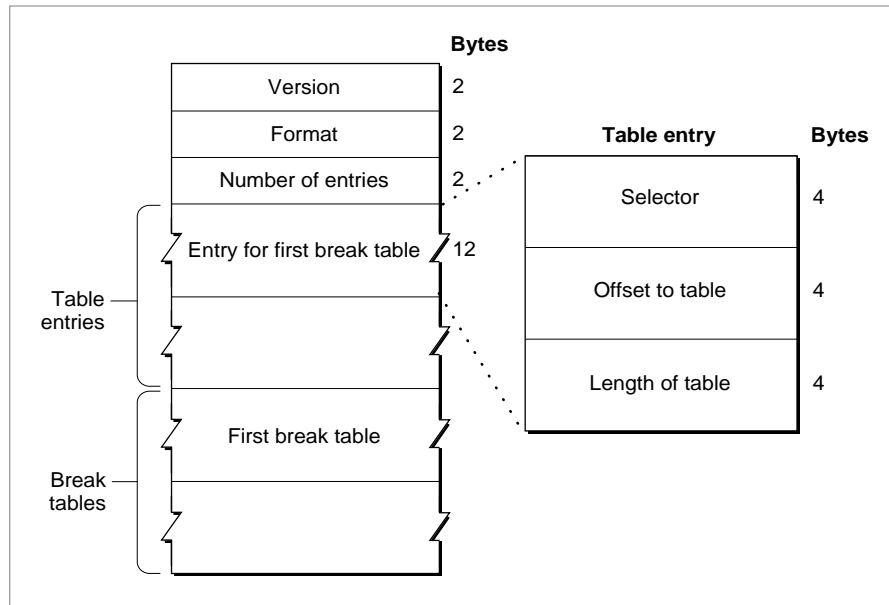 Bytes
Version 2
Format 2
Number of entries 2
Entry for first break table 12
Table
entries
First break table
Break
tables
Table entry Bytes
Selector 4
Offset to table 4
Length of table 4